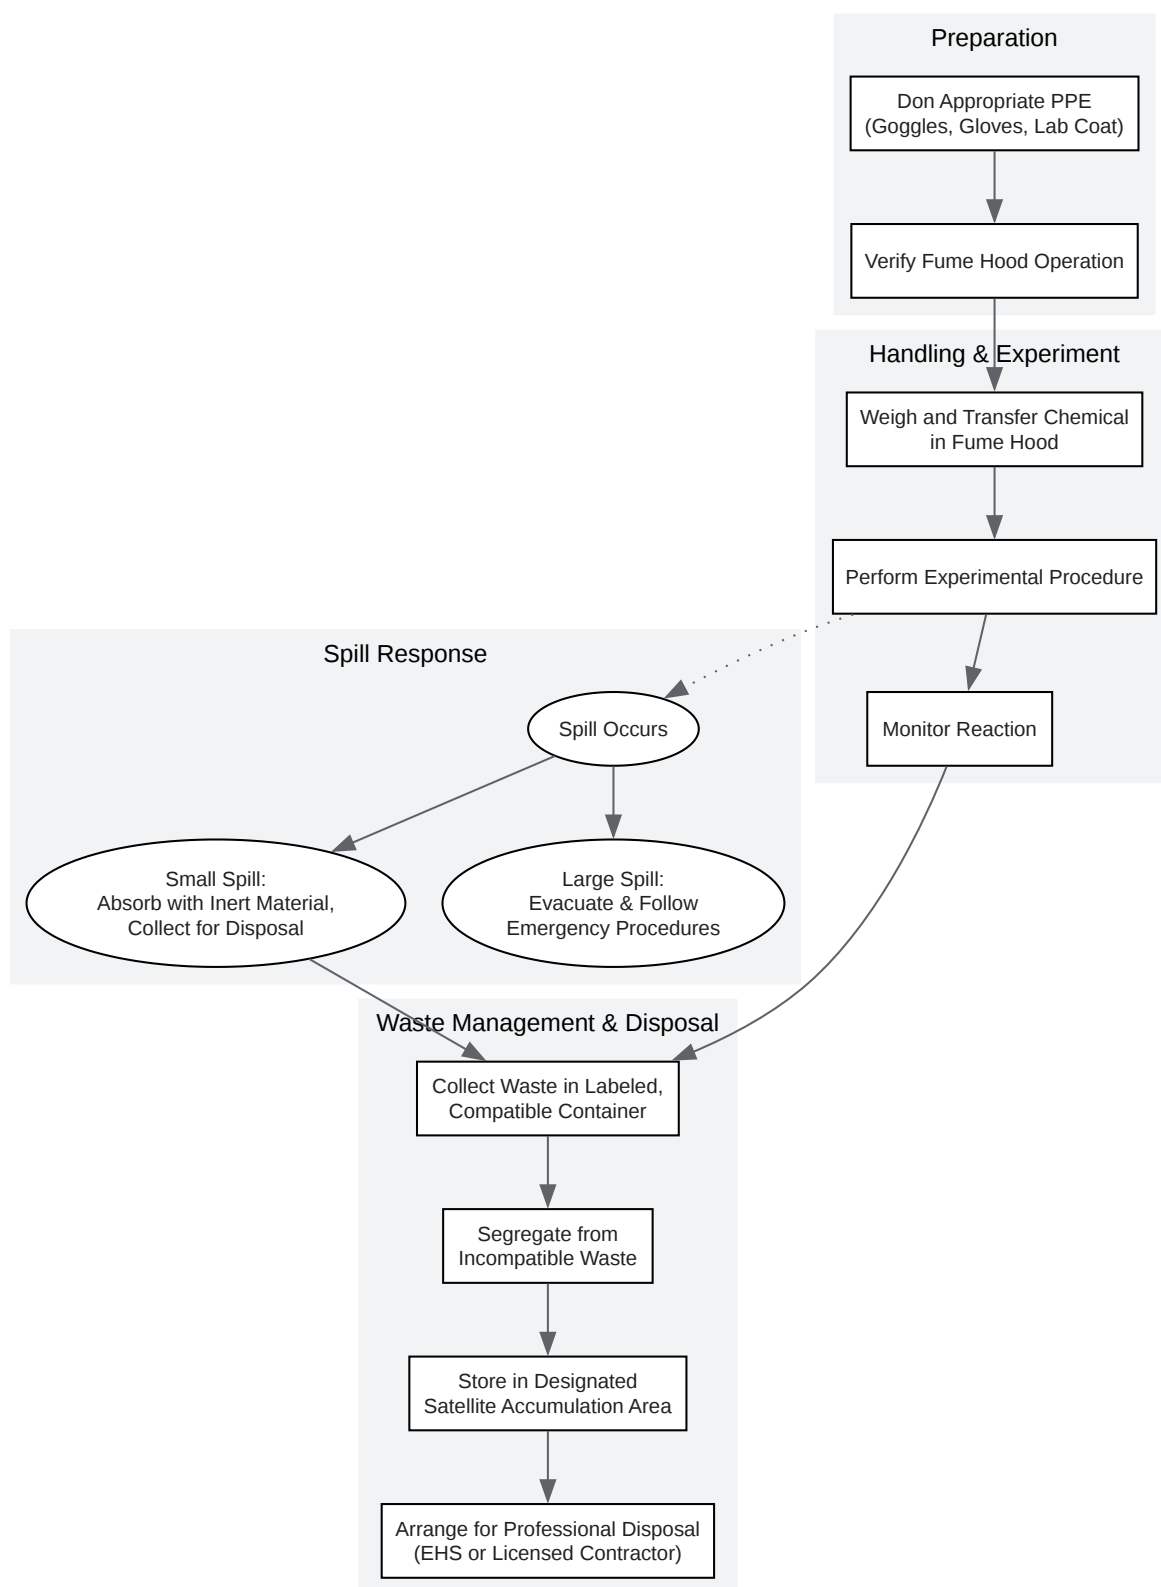 Preparation
Don Appropriate PPE
(Goggles, Gloves, Lab Coat)
Verify Fume Hood Operation
Handling & Experiment
Weigh and Transfer Chemical
in Fume Hood
Perform Experimental Procedure
Monitor Reaction
Spill Response
Spill Occurs
Small Spill:
Absorb with Inert Material,
Collect for Disposal
Large Spill:
Evacuate & Follow
Emergency Procedures
Waste Management & Disposal
Collect Waste in Labeled,
Compatible Container
Segregate from
Incompatible Waste
Store in Designated
Satellite Accumulation Area
Arrange for Professional Disposal
(EHS or Licensed Contractor)